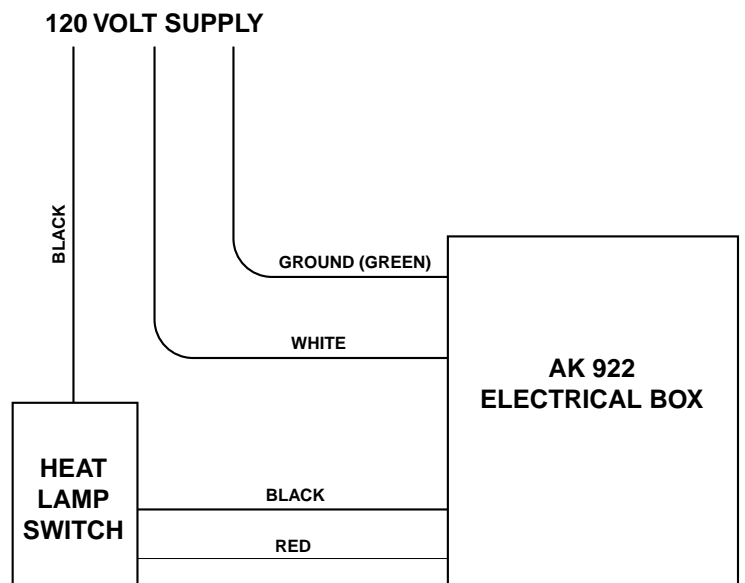 120 VOLT SUPPLY
BLACK
GROUND (GREEN)
WHITE
AK 922
ELECTRICAL BOX
HEAT
LAMP
SWITCH
BLACK
RED